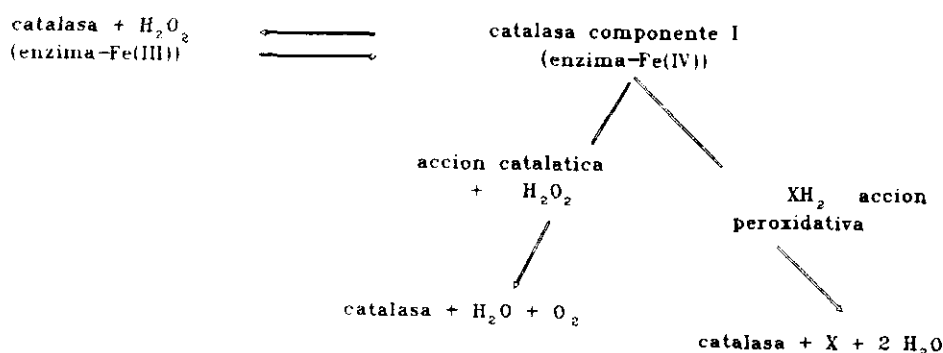 catalasa + H₂O₂
(enzima-Fe(III))
catalasa componente I
(enzima-Fe(IV))
accion catalatica
+ H₂O₂
XH₂ accion
peroxidativa
catalasa + H₂O + O₂
catalasa + X + 2 H₂O